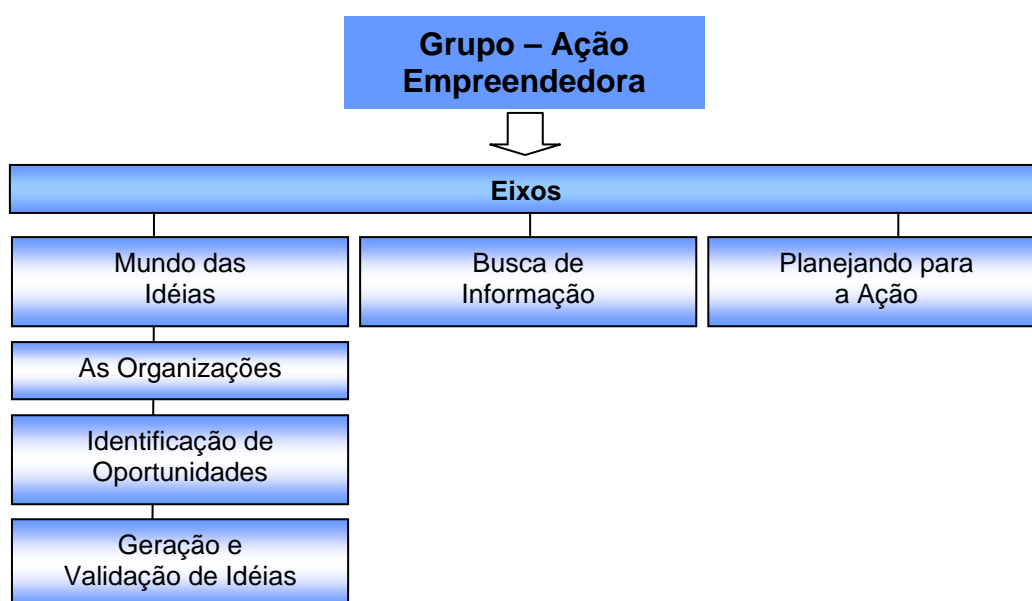 Grupo – Ação
Empreendedora
Eixos
Mundo das
Idéias
Busca de
Informação
Planejando para
a Ação
As Organizações
Identificação de
Oportunidades
Geração e
Validação de Idéias